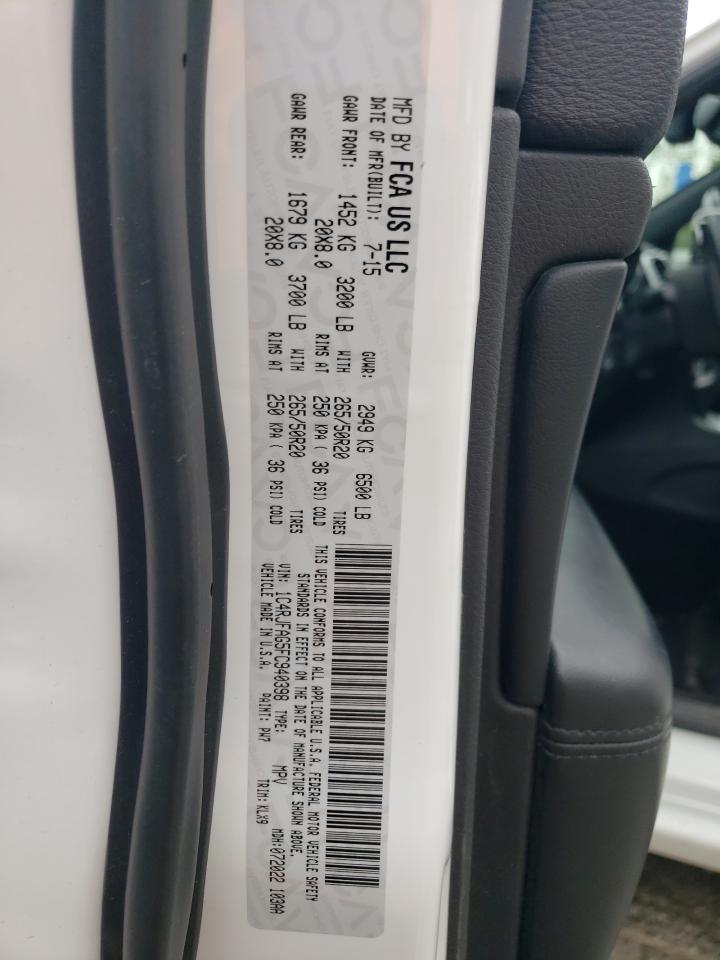 MFD BY FCA US LLC
DATE OF MFR(BUILT): 7-15 GVWR: 2949 KG 6500 LB
GAWR FRONT: 1452 KG 3200 LB WITH 265/50R20 TIRES
20X8.0 RIMS AT 250 KPA ( 36 PSI) COLD
GAWR REAR: 1679 KG 3700 LB WITH 265/50R20 TIRES
20X8.0 RIMS AT 250 KPA ( 36 PSI) COLD
THIS VEHICLE CONFORMS TO ALL APPLICABLE U.S.A. FEDERAL MOTOR VEHICLE SAFETY
STANDARDS IN EFFECT ON THE DATE OF MANUFACTURE SHOWN ABOVE.
VIN: 1C4RJFAG5FC940398 TYPE: MPV MDH:072022 103AA
VEHICLE MADE IN U.S.A. PAINT: PW7 TRIM:KLX9